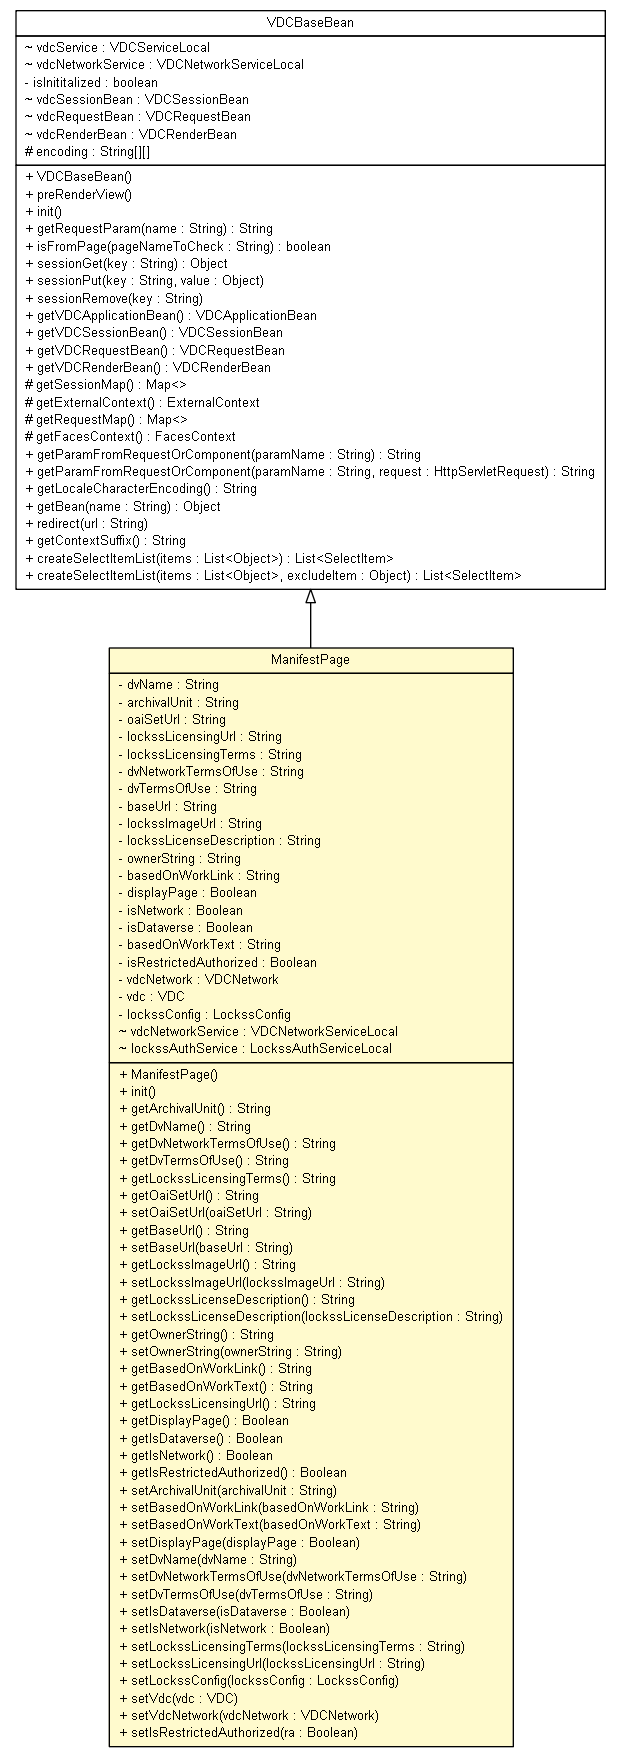 VDCBaseBean
~ vdcService : VDCServiceLocal
~ vdcNetworkService : VDCNetworkServiceLocal
- isInititalized : boolean
~ vdcSessionBean : VDCSessionBean
~ vdcRequestBean : VDCRequestBean
~ vdcRenderBean : VDCRenderBean
# encoding : String[][]
+ VDCBaseBean()
+ preRenderView()
+ init()
+ getRequestParam(name : String) : String
+ isFromPage(pageNameToCheck : String) : boolean
+ sessionGet(key : String) : Object
+ sessionPut(key : String, value : Object)
+ sessionRemove(key : String)
+ getVDCApplicationBean() : VDCApplicationBean
+ getVDCSessionBean() : VDCSessionBean
+ getVDCRequestBean() : VDCRequestBean
+ getVDCRenderBean() : VDCRenderBean
# getSessionMap() : Map<>
# getExternalContext() : ExternalContext
# getRequestMap() : Map<>
# getFacesContext() : FacesContext
+ getParamFromRequestOrComponent(paramName : String) : String
+ getParamFromRequestOrComponent(paramName : String, request : HttpServletRequest) : String
+ getLocaleCharacterEncoding() : String
+ getBean(name : String) : Object
+ redirect(url : String)
+ getContextSuffix() : String
+ createSelectItemList(items : List<Object>) : List<SelectItem>
+ createSelectItemList(items : List<Object>, excludeItem : Object) : List<SelectItem>
ManifestPage
- dvName : String
- archivalUnit : String
- oaiSetUrl : String
- lockssLicensingUrl : String
- lockssLicensingTerms : String
- dvNetworkTermsOfUse : String
- dvTermsOfUse : String
- baseUrl : String
- lockssImageUrl : String
- lockssLicenseDescription : String
- ownerString : String
- basedOnWorkLink : String
- displayPage : Boolean
- isNetwork : Boolean
- isDataverse : Boolean
- basedOnWorkText : String
- isRestrictedAuthorized : Boolean
- vdcNetwork : VDCNetwork
- vdc : VDC
- lockssConfig : LockssConfig
~ vdcNetworkService : VDCNetworkServiceLocal
~ lockssAuthService : LockssAuthServiceLocal
+ ManifestPage()
+ init()
+ getArchivalUnit() : String
+ getDvName() : String
+ getDvNetworkTermsOfUse() : String
+ getDvTermsOfUse() : String
+ getLockssLicensingTerms() : String
+ getOaiSetUrl() : String
+ setOaiSetUrl(oaiSetUrl : String)
+ getBaseUrl() : String
+ setBaseUrl(baseUrl : String)
+ getLockssImageUrl() : String
+ setLockssImageUrl(lockssImageUrl : String)
+ getLockssLicenseDescription() : String
+ setLockssLicenseDescription(lockssLicenseDescription : String)
+ getOwnerString() : String
+ setOwnerString(ownerString : String)
+ getBasedOnWorkLink() : String
+ getBasedOnWorkText() : String
+ getLockssLicensingUrl() : String
+ getDisplayPage() : Boolean
+ getIsDataverse() : Boolean
+ getIsNetwork() : Boolean
+ getIsRestrictedAuthorized() : Boolean
+ setArchivalUnit(archivalUnit : String)
+ setBasedOnWorkLink(basedOnWorkLink : String)
+ setBasedOnWorkText(basedOnWorkText : String)
+ setDisplayPage(displayPage : Boolean)
+ setDvName(dvName : String)
+ setDvNetworkTermsOfUse(dvNetworkTermsOfUse : String)
+ setDvTermsOfUse(dvTermsOfUse : String)
+ setIsDataverse(isDataverse : Boolean)
+ setIsNetwork(isNetwork : Boolean)
+ setLockssLicensingTerms(lockssLicensingTerms : String)
+ setLockssLicensingUrl(lockssLicensingUrl : String)
+ setLockssConfig(lockssConfig : LockssConfig)
+ setVdc(vdc : VDC)
+ setVdcNetwork(vdcNetwork : VDCNetwork)
+ setIsRestrictedAuthorized(ra : Boolean)